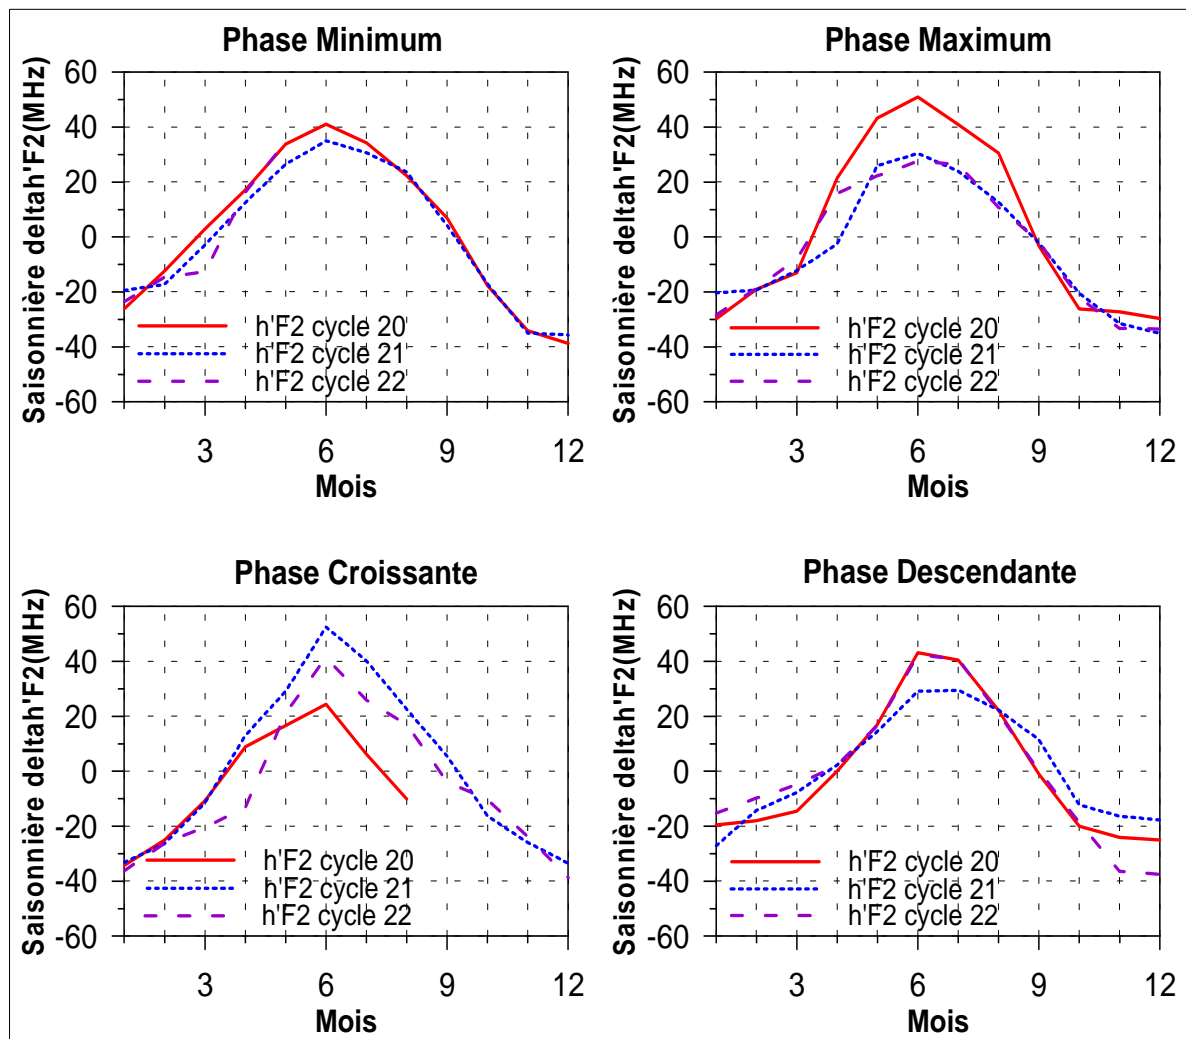 Phase Minimum
Saisonnière deltah'F2(MHz)
60
40
20
0
-20
-40
-60
h'F2 cycle 20
h'F2 cycle 21
h'F2 cycle 22
3
6
9
12
Mois
Phase Maximum
Saisonnière deltah'F2(MHz)
60
40
20
0
-20
-40
-60
h'F2 cycle 20
h'F2 cycle 21
h'F2 cycle 22
3
6
9
12
Mois
Phase Croissante
Saisonnière deltah'F2(MHz)
60
40
20
0
-20
-40
-60
h'F2 cycle 20
h'F2 cycle 21
h'F2 cycle 22
3
6
9
12
Mois
Phase Descendante
Saisonnière deltah'F2(MHz)
60
40
20
0
-20
-40
-60
h'F2 cycle 20
h'F2 cycle 21
h'F2 cycle 22
3
6
9
12
Mois